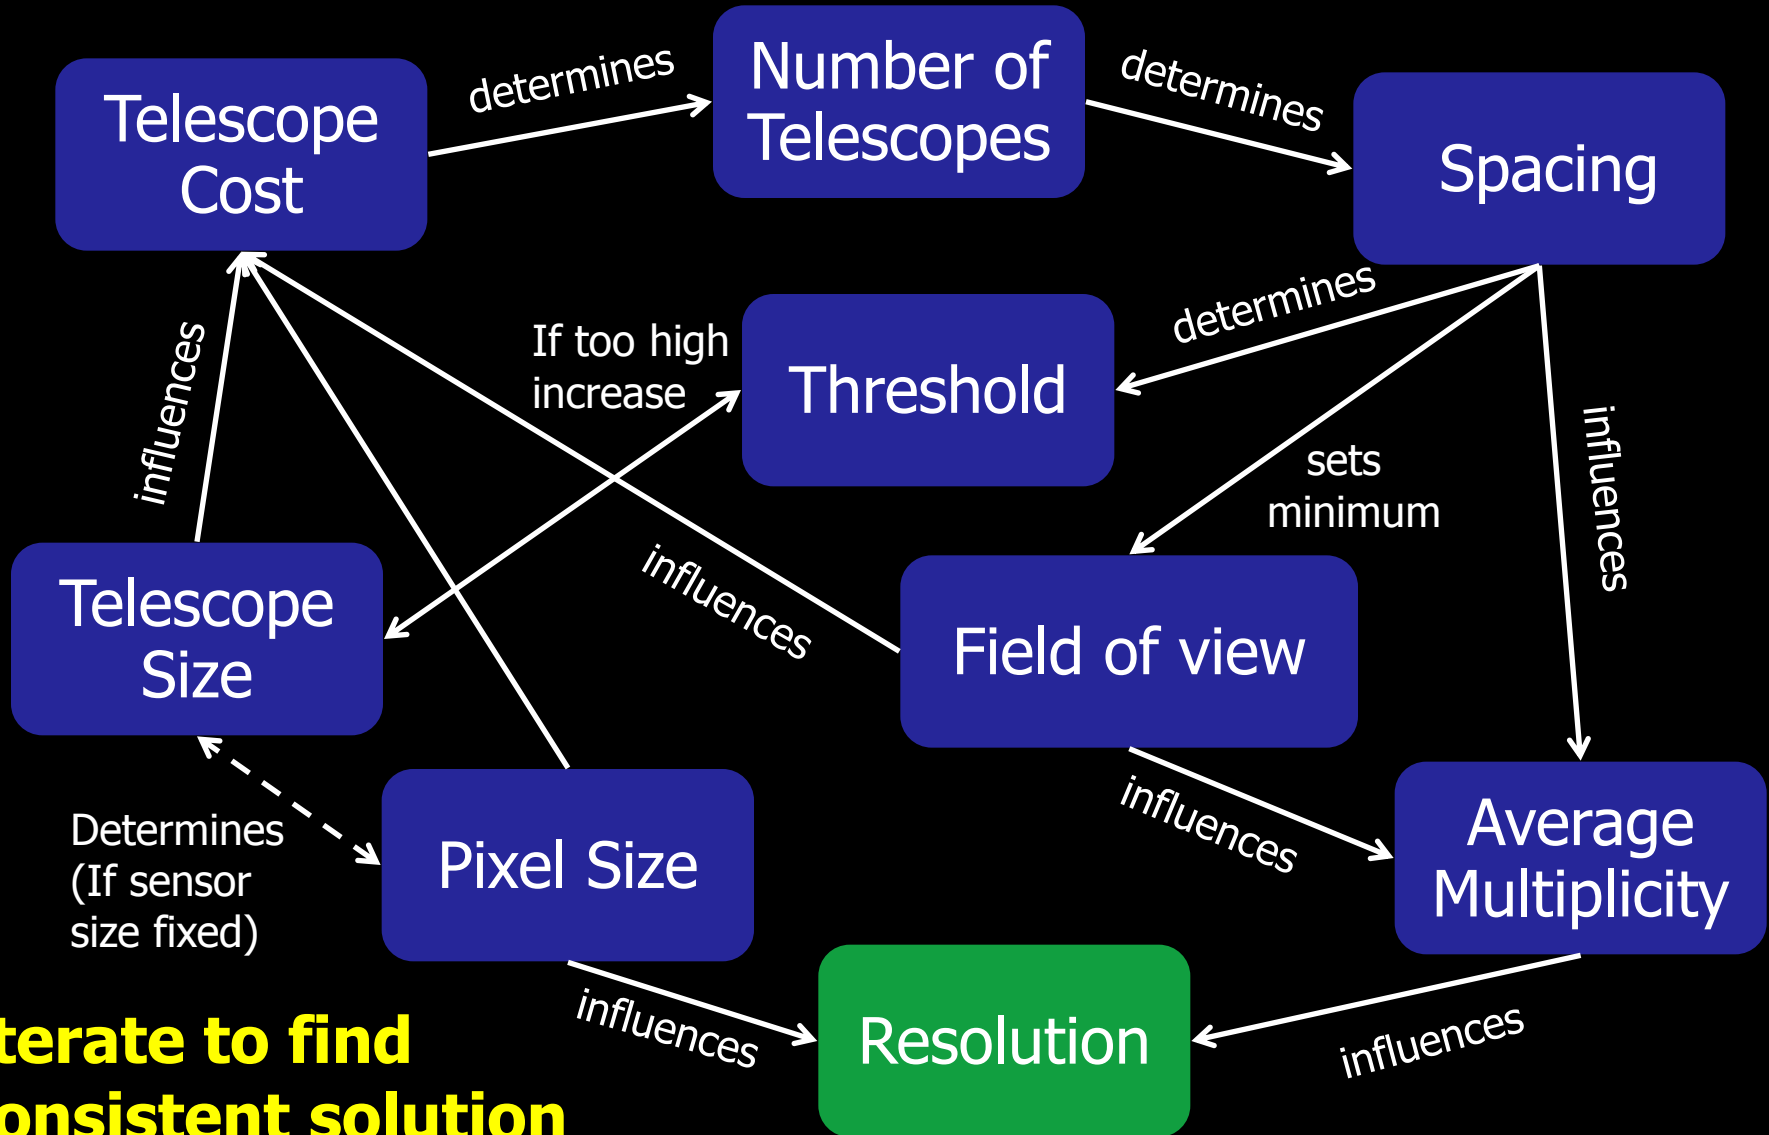 Telescope
Cost
determines
Number of
Telescopes
determines
Spacing
influences
If too high
increase
Threshold
determines
sets
minimum
influences
Telescope
Size
influences
Field of view
Determines
(If sensor
size fixed)
Pixel Size
influences
Average
Multiplicity
influences
Resolution
influences
terate to find
onsistent solution